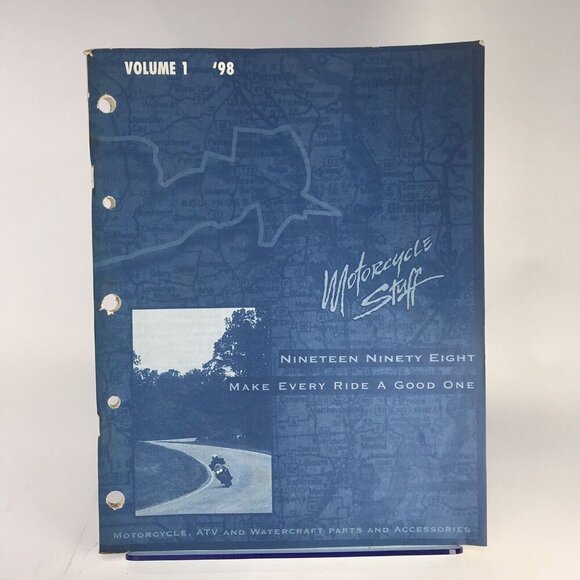 VOLUME 1 '98
Motorcycle
Stuff
NINETEEN NINETY EIGHT
MAKE EVERY RIDE A GOOD ONE
MOTORCYCLE, ATV AND WATERCRAFT PARTS AND ACCESSORIES